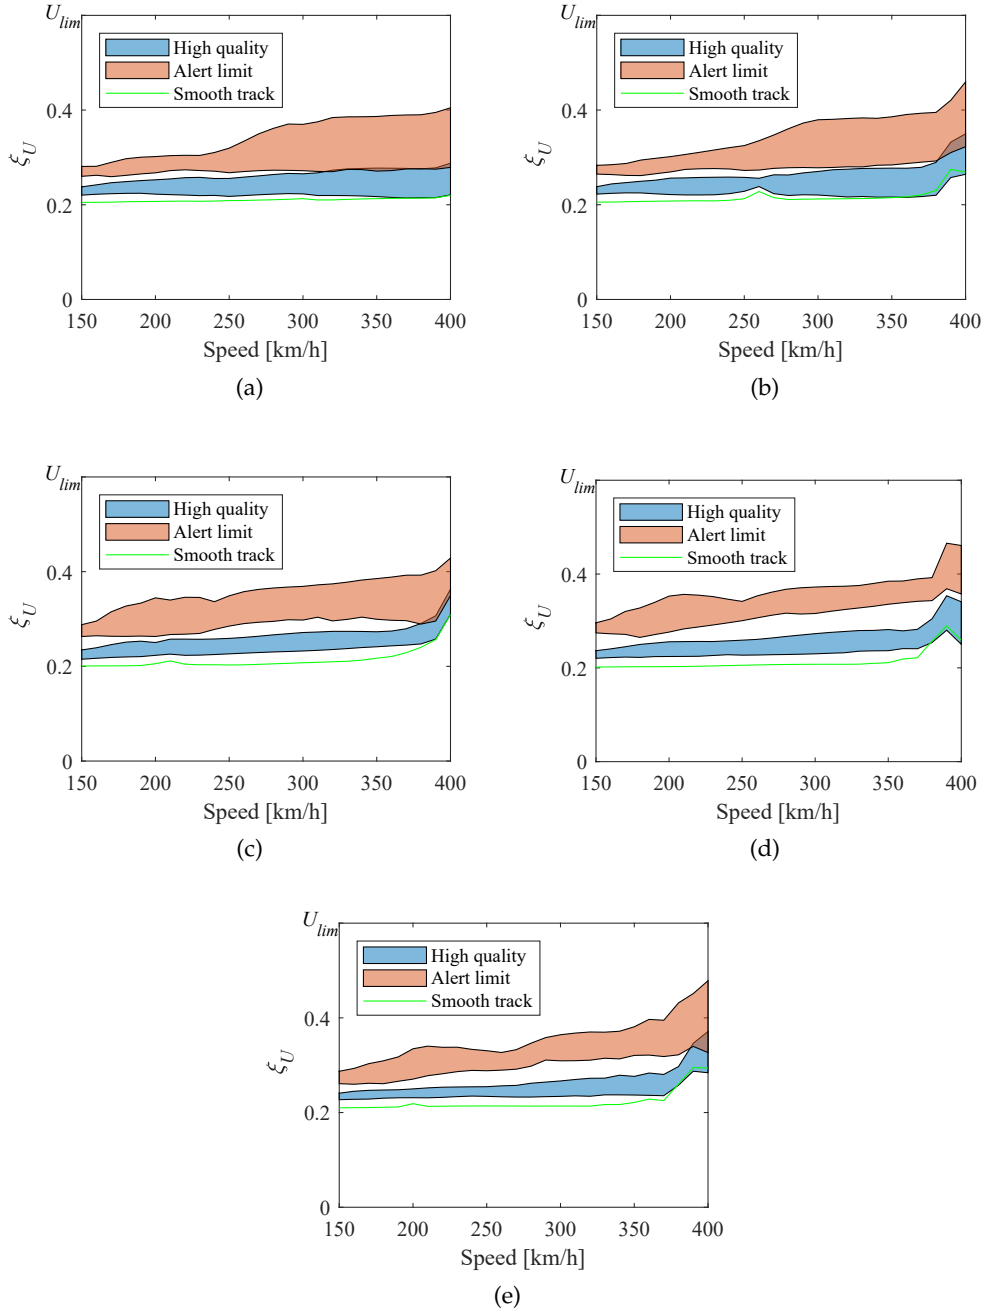 U_lim
High quality
Alert limit
Smooth track
0.4
ξ_U
0.2
0
150 200 250 300 350 400
Speed [km/h]
(a)
U_lim
High quality
Alert limit
Smooth track
0.4
ξ_U
0.2
0
150 200 250 300 350 400
Speed [km/h]
(b)
U_lim
High quality
Alert limit
Smooth track
0.4
ξ_U
0.2
0
150 200 250 300 350 400
Speed [km/h]
(c)
U_lim
High quality
Alert limit
Smooth track
0.4
ξ_U
0.2
0
150 200 250 300 350 400
Speed [km/h]
(d)
U_lim
High quality
Alert limit
Smooth track
0.4
ξ_U
0.2
0
150 200 250 300 350 400
Speed [km/h]
(e)